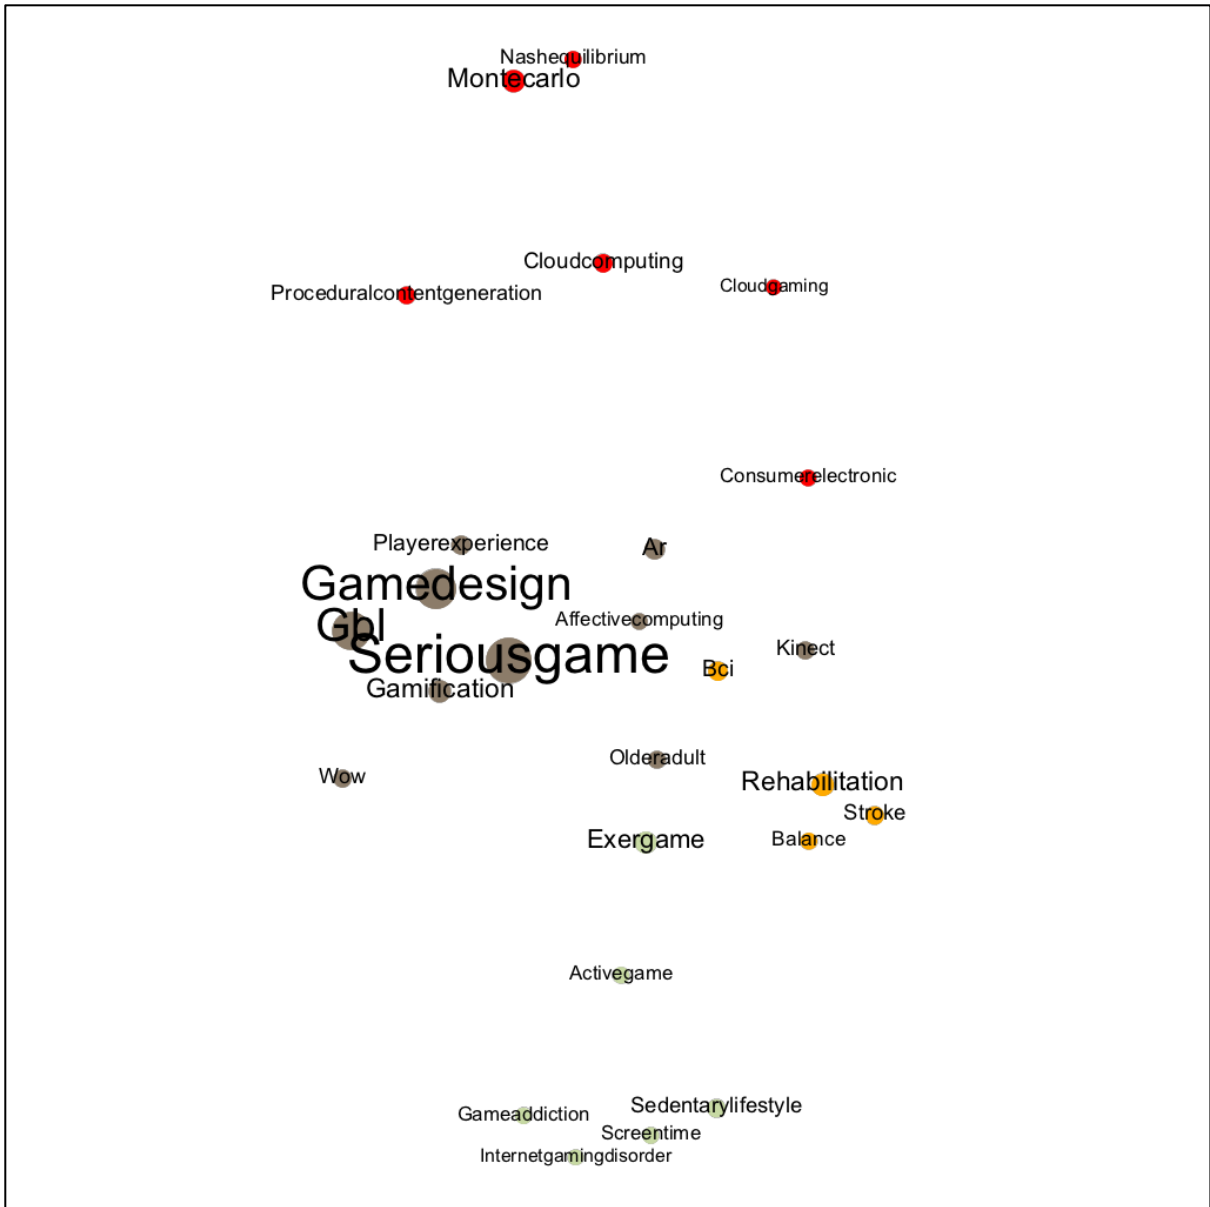 Nashequilibrium
Montecarlo
Cloudcomputing
Cloudgaming
Proceduralcontentgeneration
Consumerelectronic
Playerexperience
Ar
Gamedesign
Affectivecomputing
Gbl
Kinect
Seriousgame
Bci
Gamification
Olderadult
Wow
Rehabilitation
Stroke
Exergame
Balance
Activegame
Sedentarylifestyle
Gameaddiction
Screentime
Internetgamingdisorder